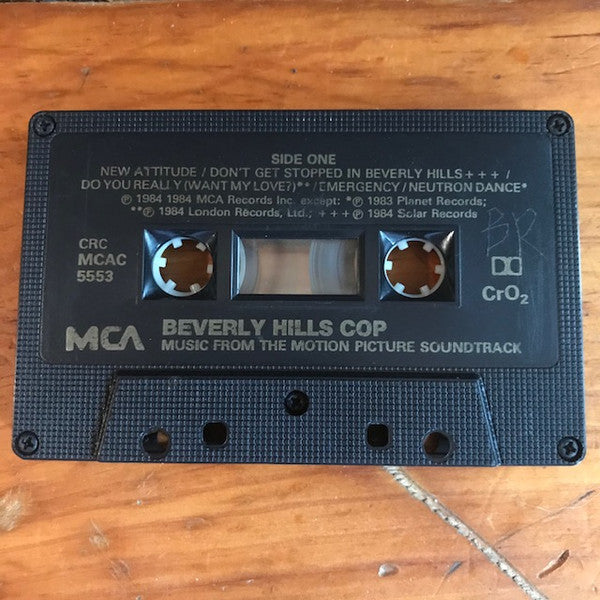 SIDE ONE
NEW ATTITUDE / DON'T GET STOPPED IN BEVERLY HILLS+++ /
DO YOU REALLY (WANT MY LOVE?)** / EMERGENCY / NEUTRON DANCE*
℗ 1984 1984 MCA Records Inc. except: *℗ 1983 Planet Records;
**℗ 1984 London Records, Ltd.; +++℗ 1984 Solar Records
BR
CRC
MCAC
5553
CrO₂
MCA
BEVERLY HILLS COP
MUSIC FROM THE MOTION PICTURE SOUNDTRACK